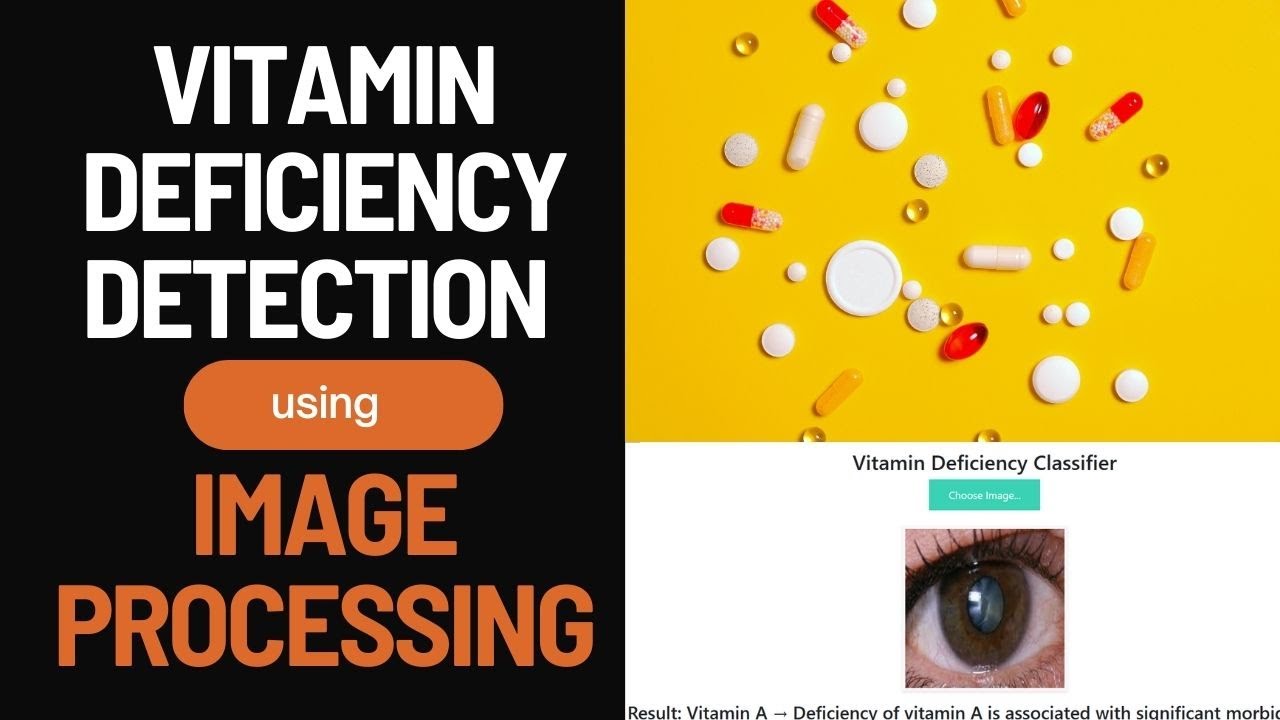 VITAMIN
DEFICIENCY
DETECTION
using
IMAGE
PROCESSING
Vitamin Deficiency Classifier
Choose Image...
Result: Vitamin A → Deficiency of vitamin A is associated with significant